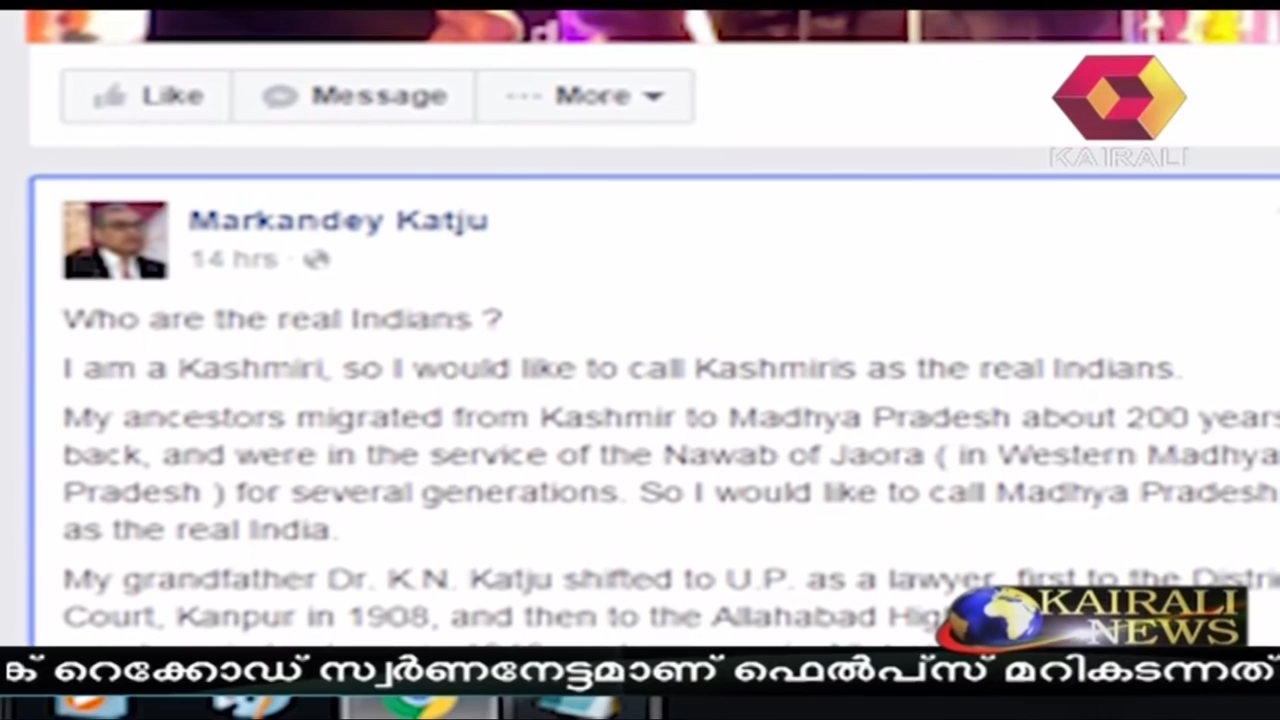 Like Message More
KAIRALI
Markandey Katju
14 hrs
Who are the real Indians ?
I am a Kashmiri, so I would like to call Kashmiris as the real Indians.
My ancestors migrated from Kashmir to Madhya Pradesh about 200 years
back, and were in the service of the Nawab of Jaora ( in Western Madhya
Pradesh ) for several generations. So I would like to call Madhya Pradesh
as the real India.
My grandfather Dr. K.N. Katju shifted to U.P. as a lawyer, first to the Distri
Court, Kanpur in 1908, and then to the Allahabad Hig
KAIRALI
NEWS
ക് റെക്കോഡ് സ്വർണനേട്ടമാണ് ഫെൽപ്സ് മറികടന്നത്